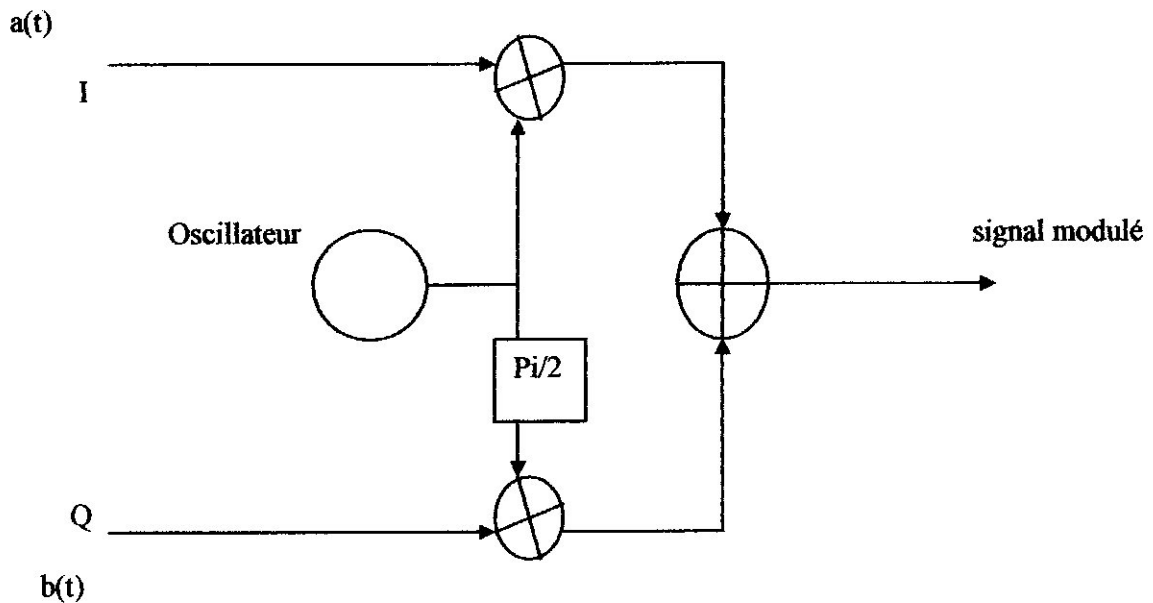 a(t)
I
Oscillateur
signal modulé
Pi/2
Q
b(t)